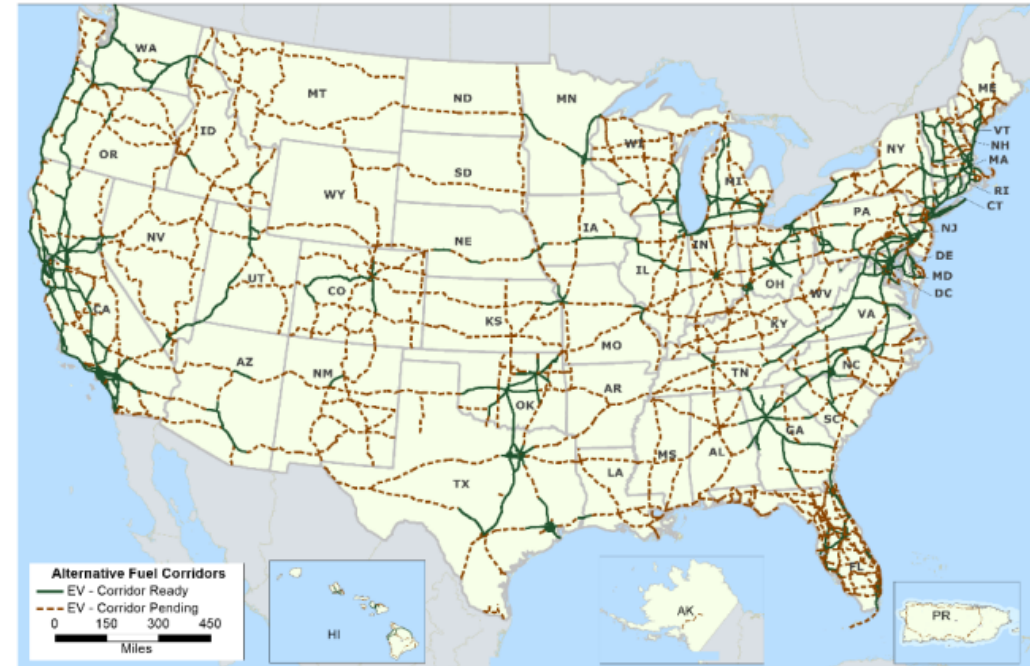 WA
MT
ND
MN
ME
VT
NH
MA
RI
CT
OR
ID
SD
WI
MI
NY
WY
IA
PA
NJ
NV
NE
IL
IN
OH
DE
MD
DC
UT
CO
WV
VA
CA
KS
MO
KY
AZ
NM
OK
AR
TN
NC
SC
TX
LA
MS
AL
GA
FL
Alternative Fuel Corridors
EV - Corridor Ready
EV - Corridor Pending
0 150 300 450
Miles
HI
AK
PR